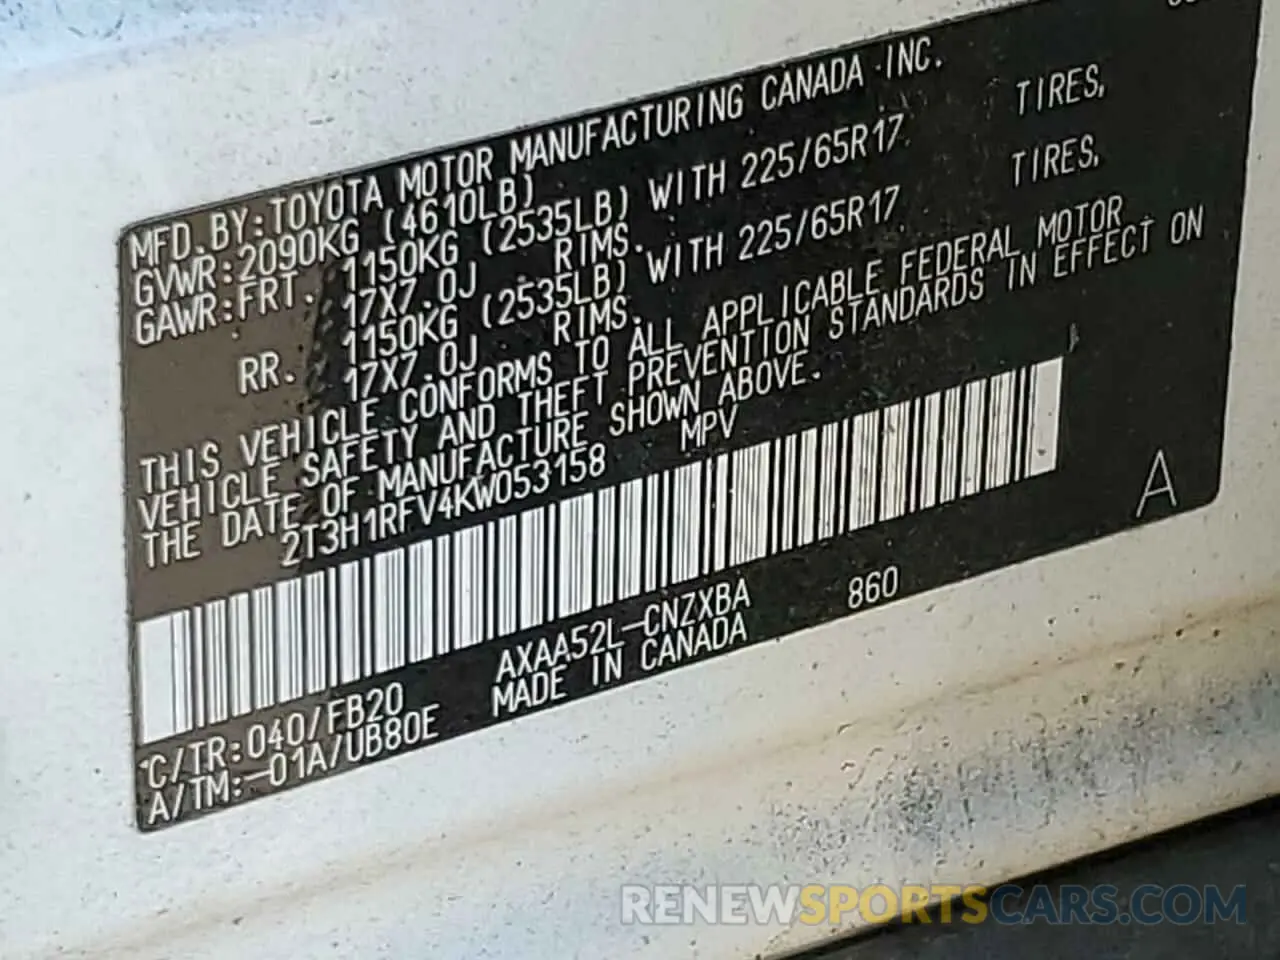 MFD. BY: TOYOTA MOTOR MANUFACTURING CANADA INC.
GVWR: 2090KG (4610LB)
GAWR: FRT. 1150KG (2535LB) WITH 225/65R17 TIRES,
17X7.0J RIMS.
RR. 1150KG (2535LB) WITH 225/65R17 TIRES,
17X7.0J RIMS.
THIS VEHICLE CONFORMS TO ALL APPLICABLE FEDERAL MOTOR
VEHICLE SAFETY AND THEFT PREVENTION STANDARDS IN EFFECT ON
THE DATE OF MANUFACTURE SHOWN ABOVE.
2T3H1RFV4KW053158 MPV
A
C/TR: 040/FB20 AXAA52L-CNZXBA 860
A/TM: -01A/UB80E MADE IN CANADA
RENEWSPORTSCARS.COM